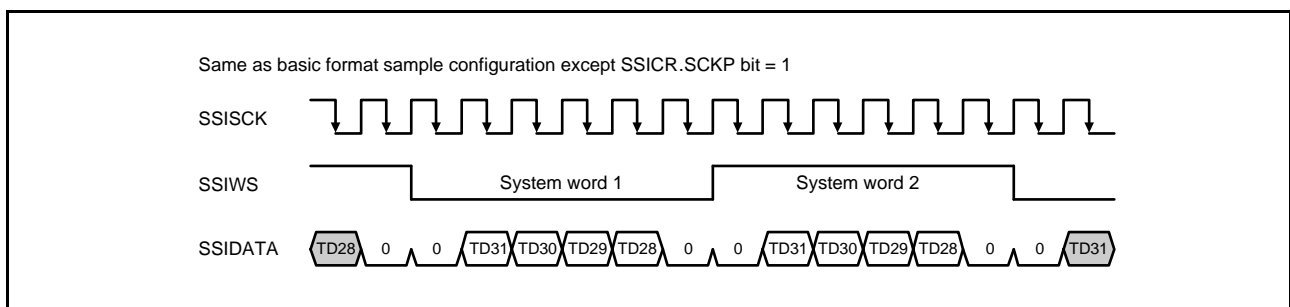 Same as basic format sample configuration except SSICR.SCKP bit = 1
SSISCK
SSIWS System word 1 System word 2
SSIDATA TD28 0 0 TD31 TD30 TD29 TD28 0 0 TD31 TD30 TD29 TD28 0 0 TD31